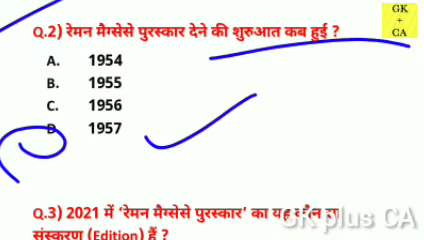 GK
+
CA
Q.2) रेमन मैग्सेसे पुरस्कार देने की शुरुआत कब हुई ?
A. 1954
B. 1955
C. 1956
D 1957
Q.3) 2021 में ‘रेमन मैग्सेसे पुरस्कार’ का यह कौन सा
GK plus CA
संस्करण (Edition) हैं ?